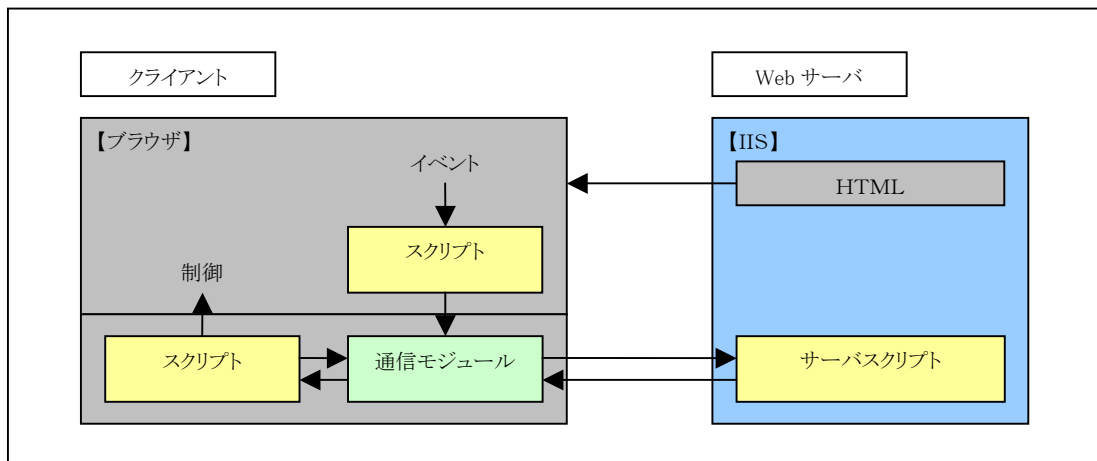 クライアント
Web サーバ
【ブラウザ】
【IIS】
イベント
HTML
スクリプト
制御
スクリプト
通信モジュール
サーバスクリプト